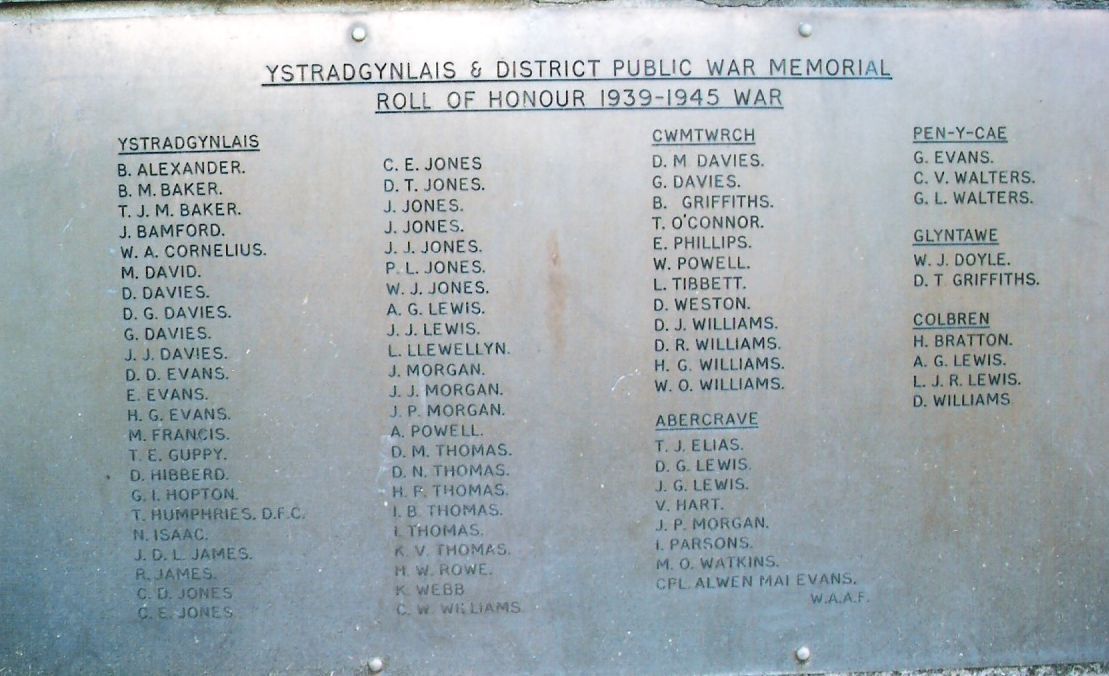 YSTRADGYNLAIS & DISTRICT PUBLIC WAR MEMORIAL
ROLL OF HONOUR 1939-1945 WAR
YSTRADGYNLAIS
B. ALEXANDER.
B. M. BAKER.
T. J. M. BAKER.
J. BAMFORD.
W. A. CORNELIUS.
M. DAVID.
D. DAVIES.
D. G. DAVIES.
G. DAVIES.
J. J. DAVIES.
D. D. EVANS.
E. EVANS.
H. G. EVANS.
M. FRANCIS.
T. E. GUPPY.
D. HIBBERD.
G. I. HOPTON.
T. HUMPHRIES. D.F.C.
N. ISAAC.
J. D. L. JAMES.
R. JAMES.
C. D. JONES
C. E. JONES
C. E. JONES
D. T. JONES.
J. JONES.
J. JONES.
J. J. JONES.
P. L. JONES.
W. J. JONES.
A. G. LEWIS.
J. J. LEWIS.
L. LLEWELLYN.
J. MORGAN.
J. J. MORGAN.
J. P. MORGAN.
A. POWELL.
D. M. THOMAS.
D. N. THOMAS.
H. P. THOMAS.
I. B. THOMAS.
I. THOMAS.
K. V. THOMAS.
H. W. ROWE.
K. WEBB
C. W. WILLIAMS
CWMTWRCH
D. M. DAVIES.
G. DAVIES.
B. GRIFFITHS.
T. O'CONNOR.
E. PHILLIPS.
W. POWELL.
L. TIBBETT.
D. WESTON.
D. J. WILLIAMS.
D. R. WILLIAMS.
H. G. WILLIAMS.
W. O. WILLIAMS.
ABERCRAVE
T. J. ELIAS.
D. G. LEWIS.
J. G. LEWIS.
V. HART.
J. P. MORGAN.
I. PARSONS.
M. O. WATKINS.
CPL. ALWEN MAI EVANS.
W.A.A.F.
PEN-Y-CAE
G. EVANS.
C. V. WALTERS.
G. L. WALTERS.
GLYNTAWE
W. J. DOYLE.
D. T GRIFFITHS.
COLBREN
H. BRATTON.
A. G. LEWIS.
L. J. R. LEWIS.
D. WILLIAMS